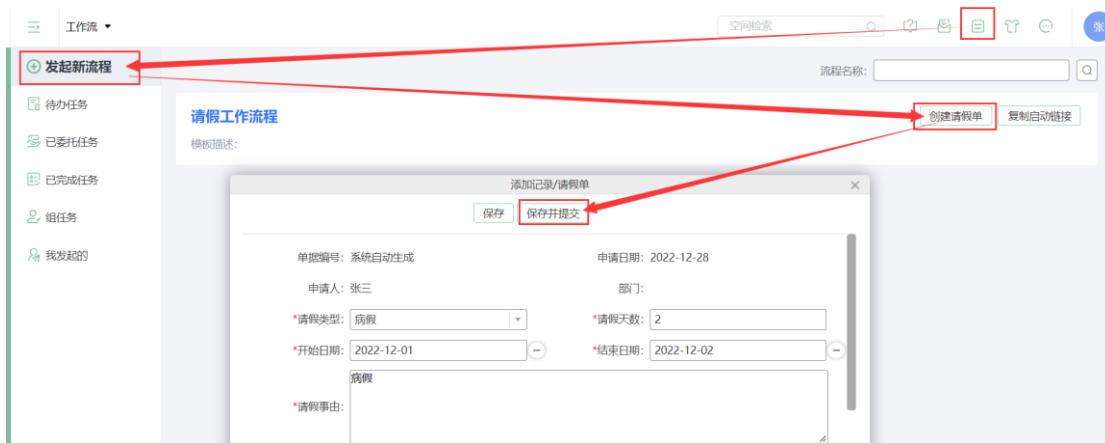 工作流
空间检索
张
发起新流程
流程名称:
待办任务
请假工作流程
创建请假单
复制启动链接
已委托任务
模板描述:
已完成任务
添加记录/请假单
组任务
保存
保存并提交
我发起的
单据编号: 系统自动生成
申请日期: 2022-12-28
申请人: 张三
部门:
*请假类型: 病假
*请假天数: 2
*开始日期: 2022-12-01
*结束日期: 2022-12-02
病假
*请假事由: